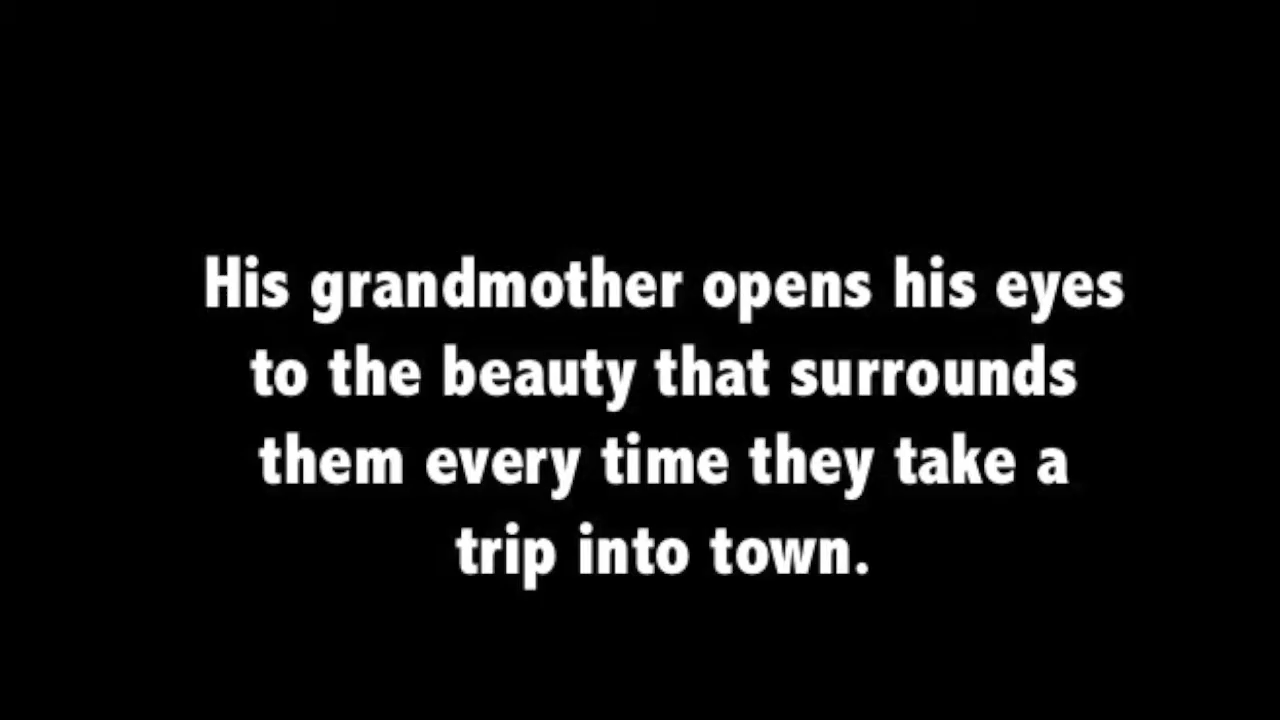 His grandmother opens his eyes
to the beauty that surrounds
them every time they take a
trip into town.